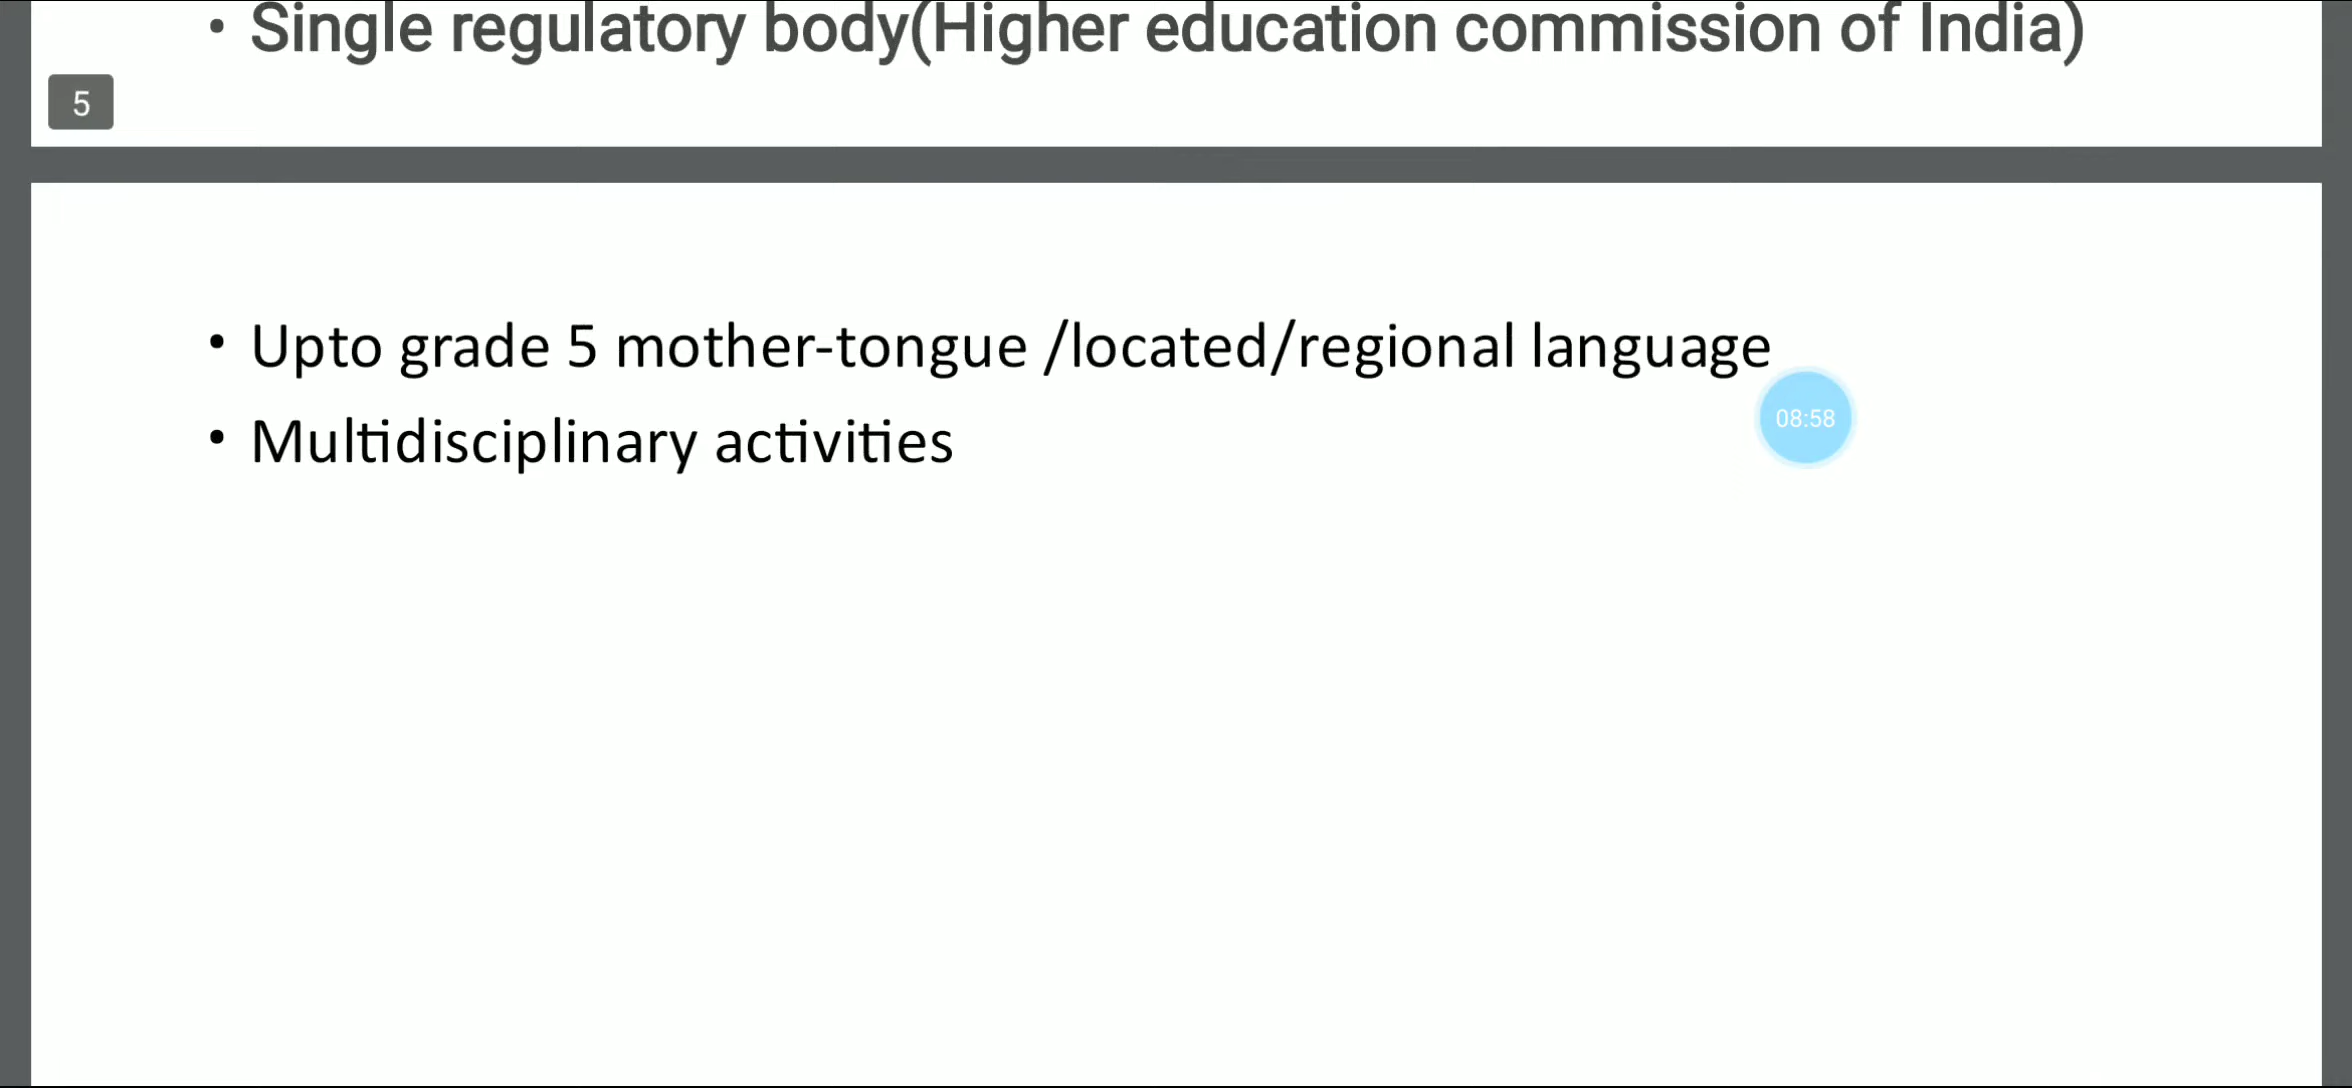 • Single regulatory body(Higher education commission of India)
5
• Upto grade 5 mother-tongue /located/regional language
08:58
• Multidisciplinary activities